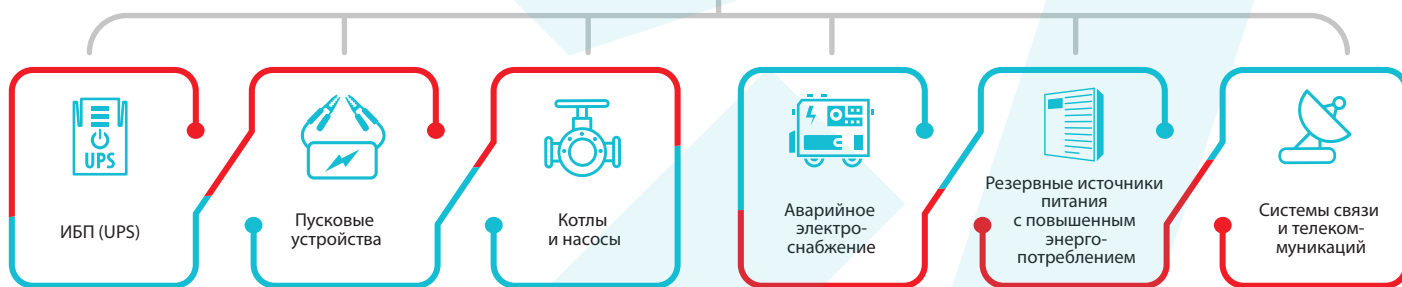 UPS
ИБП (UPS)
Пусковые
устройства
Котлы
и насосы
Аварийное
электро-
снабжение
Резервные источники
питания
с повышенным
энерго-
потреблением
Системы связи
и телеком-
муникаций